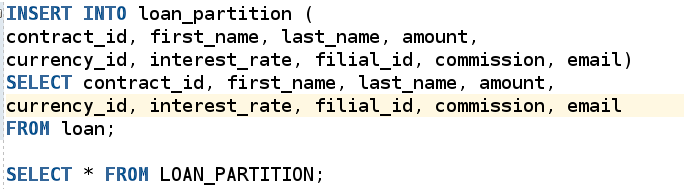 INSERT INTO loan_partition (
contract_id, first_name, last_name, amount,
currency_id, interest_rate, filial_id, commission, email)
SELECT contract_id, first_name, last_name, amount,
currency_id, interest_rate, filial_id, commission, email
FROM loan;
SELECT * FROM LOAN_PARTITION;